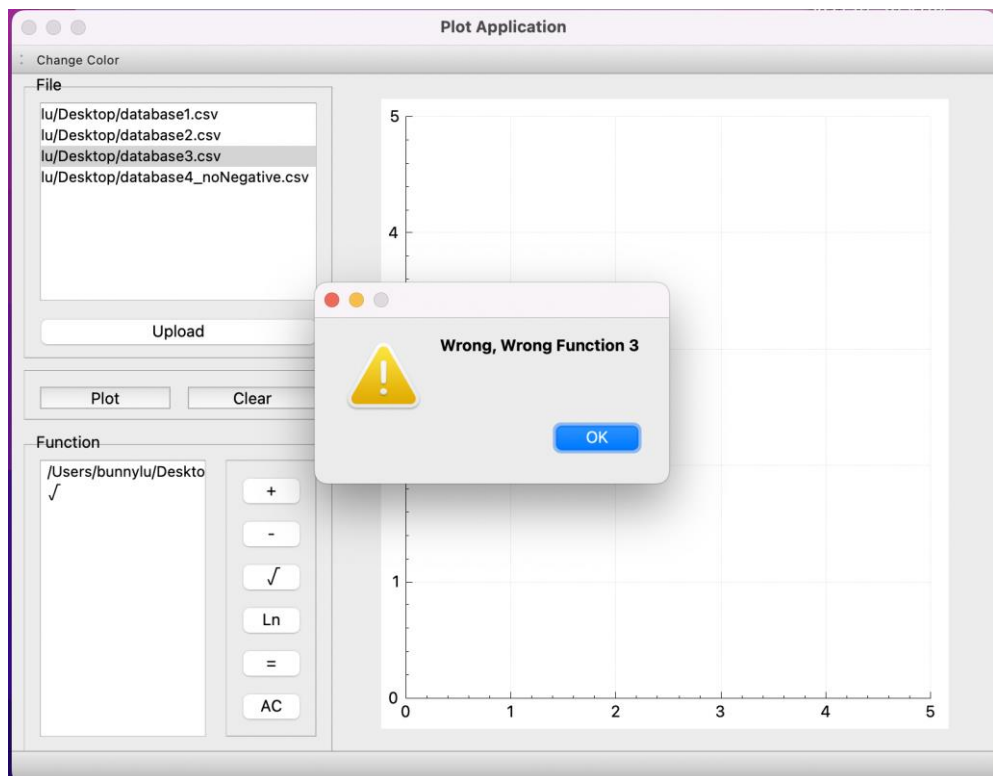 Plot Application
Change Color
File
lu/Desktop/database1.csv
lu/Desktop/database2.csv
lu/Desktop/database3.csv
lu/Desktop/database4_noNegative.csv
Upload
Plot
Clear
Function
/Users/bunnylu/Deskto
√
+
-
√
Ln
=
AC
Wrong, Wrong Function 3
OK
5
4
1
0
0 1 2 3 4 5